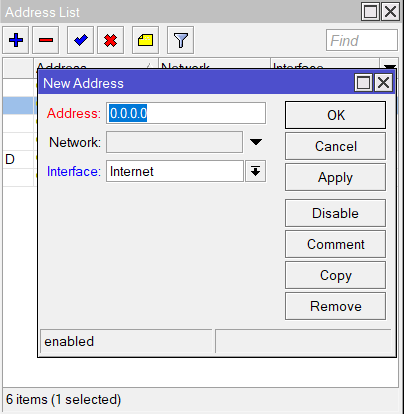 Address List
Find
Address Network Interface
New Address
Address: 0.0.0.0 OK
Network: Cancel
Interface: Internet Apply
Disable
Comment
D Copy
Remove
enabled
6 items (1 selected)